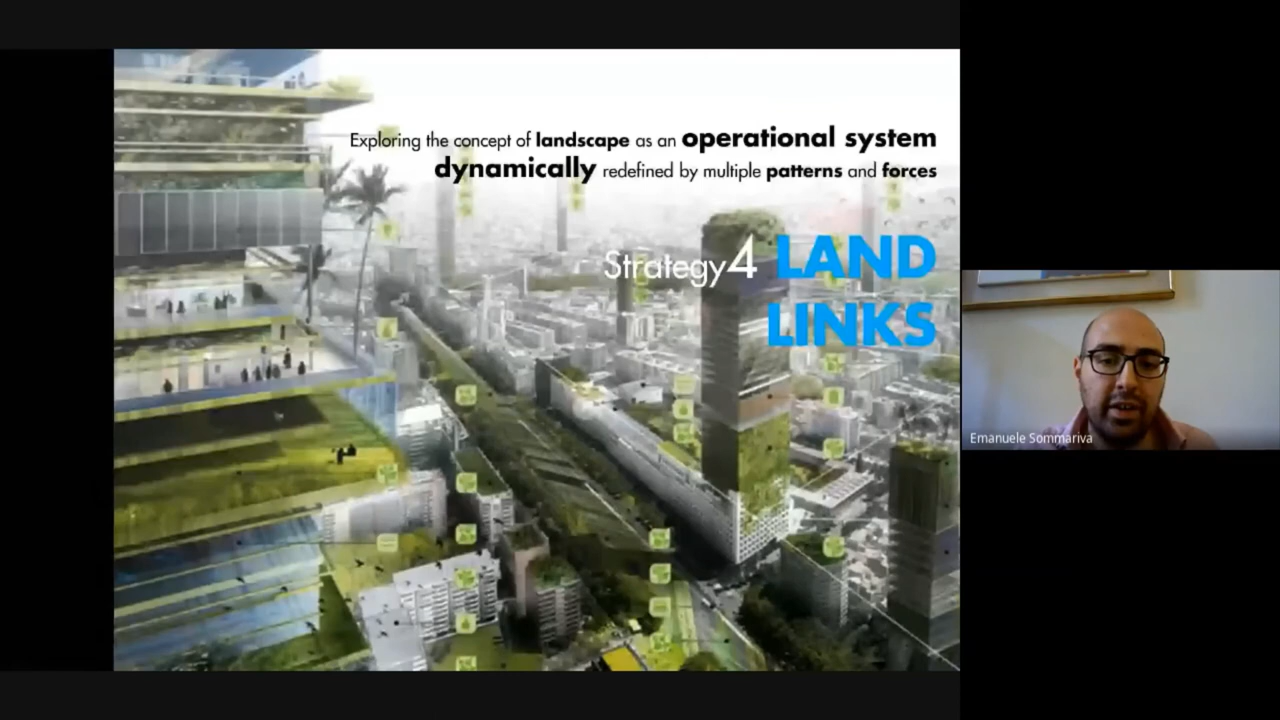 Exploring the concept of landscape as an operational system
dynamically redefined by multiple patterns and forces
Strategy4 LAND
LINKS
Emanuele Sommariva